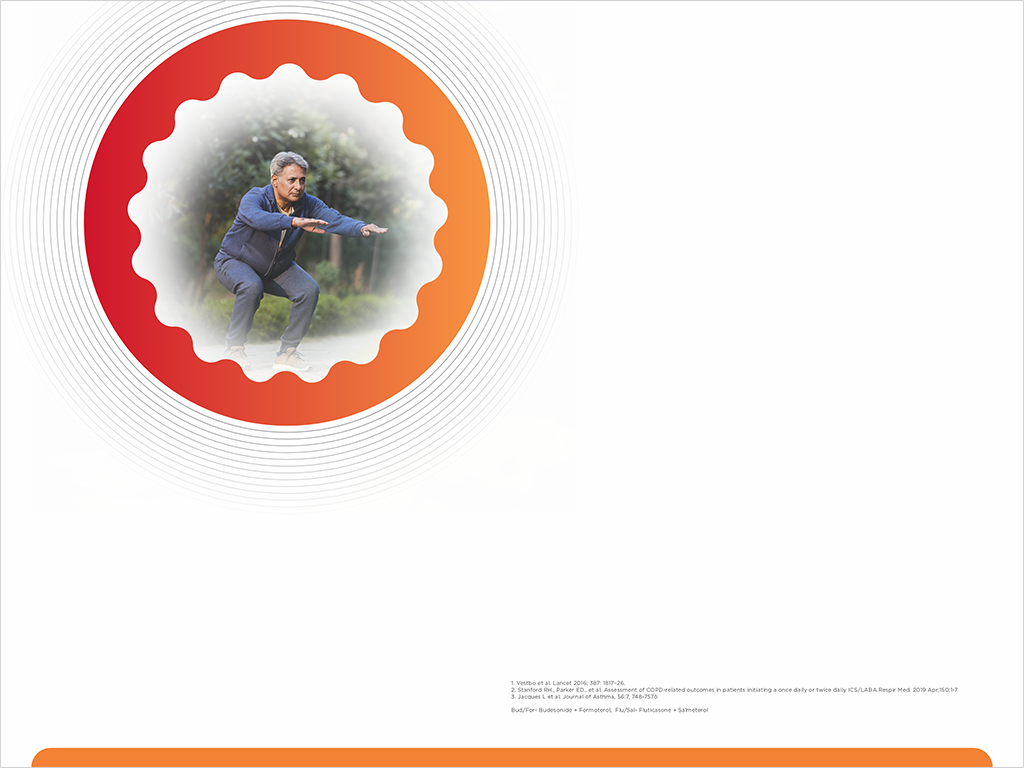 1. Vestbo et al. Lancet 2016; 387: 1817–26.
2. Stanford RH., Parker ED., et al. Assessment of COPD-related outcomes in patients initiating a once daily or twice daily ICS/LABA.Respir Med. 2019 Apr;150:1-7.
3. Jacques L et al. Journal of Asthma, 56:7, 748-7576
Bud/For- Budesonide + Formoterol, Flu/Sal- Fluticasone + Salmeterol